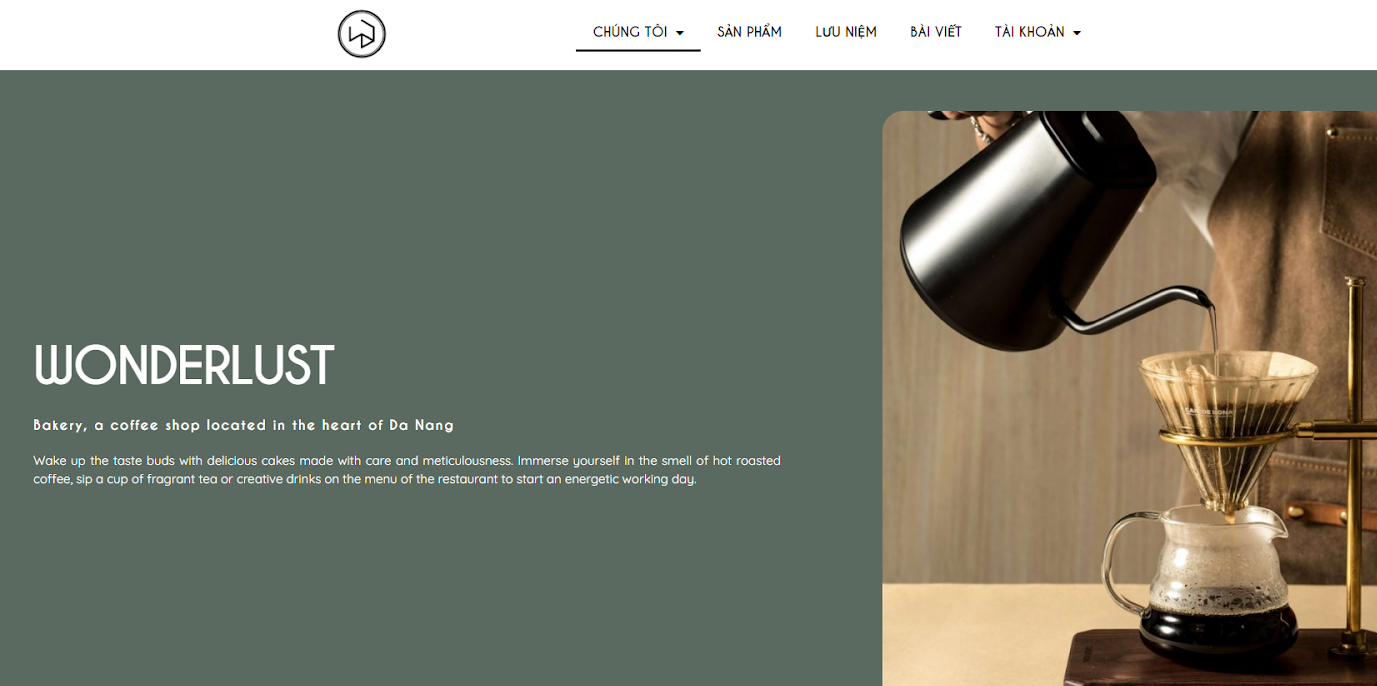 CHÚNG TÔI SẢN PHẨM LƯU NIỆM BÀI VIẾT TÀI KHOẢN
WONDERLUST
Bakery, a coffee shop located in the heart of Da Nang
Wake up the taste buds with delicious cakes made with care and meticulousness. Immerse yourself in the smell of hot roasted
coffee, sip a cup of fragrant tea or creative drinks on the menu of the restaurant to start an energetic working day.